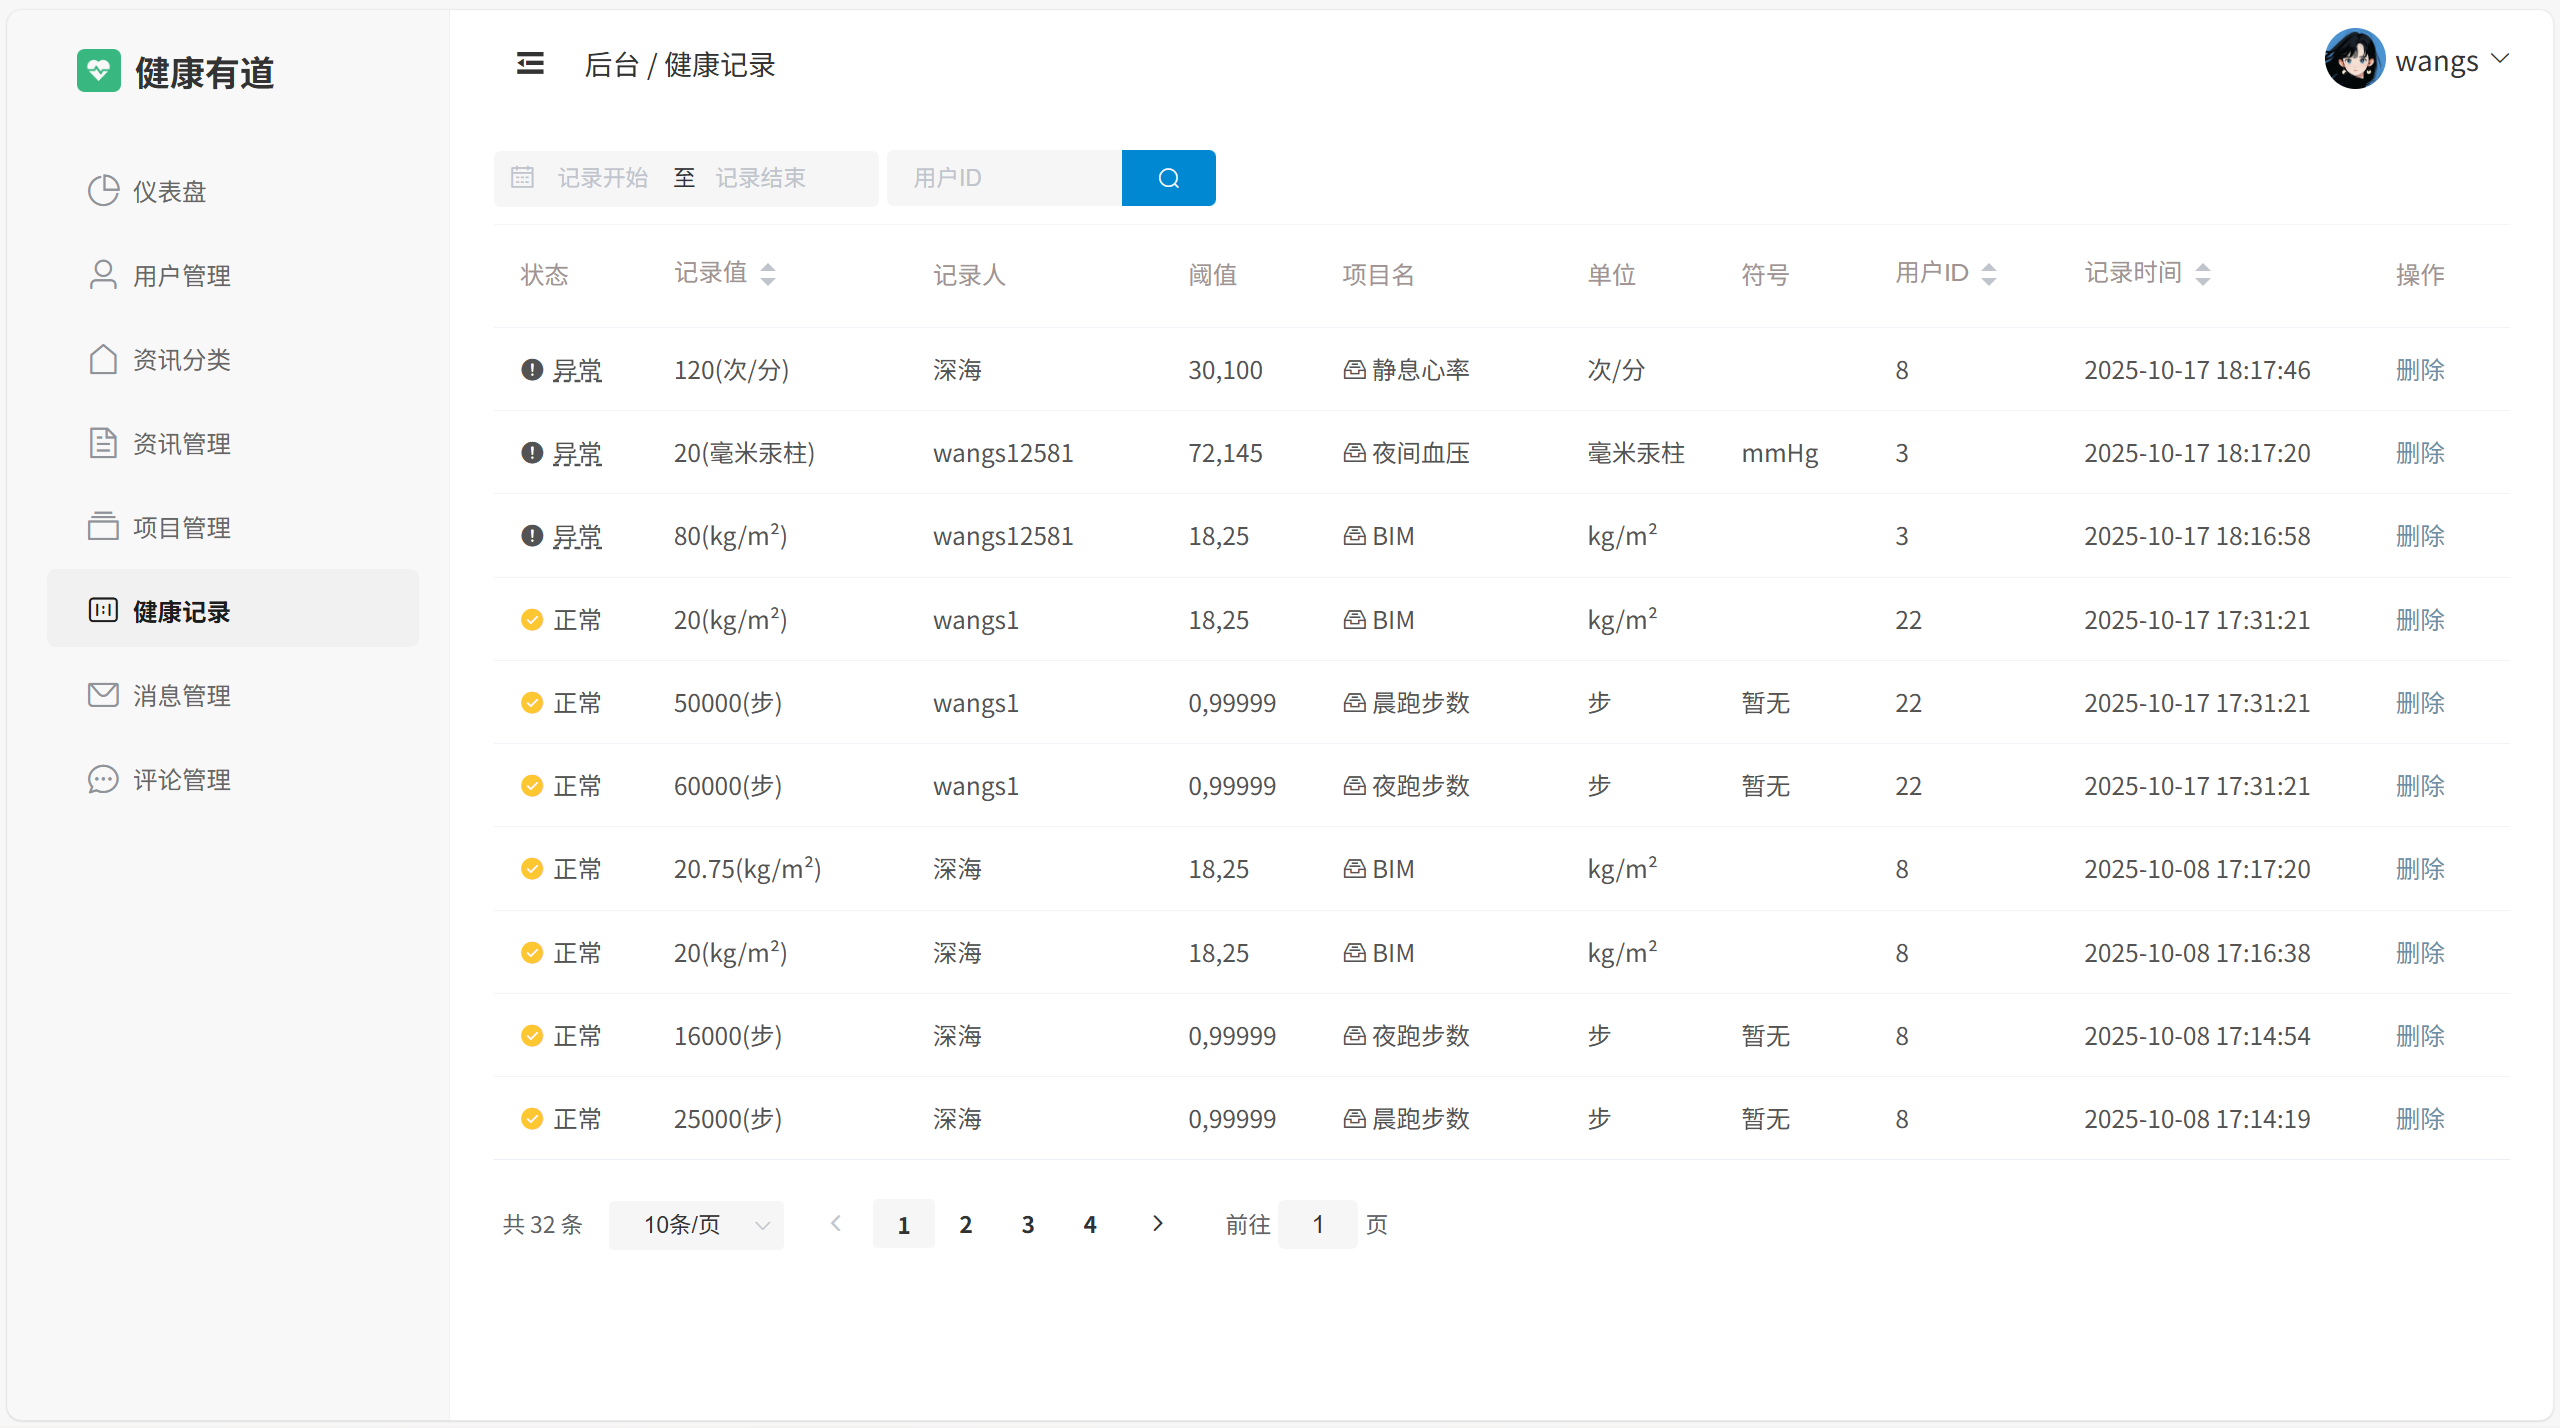 健康有道
后台 / 健康记录
wangs
仪表盘
用户管理
资讯分类
资讯管理
项目管理
健康记录
消息管理
评论管理
记录开始 至 记录结束 用户ID
状态 记录值 记录人 阈值 项目名 单位 符号 用户ID 记录时间 操作
异常 120(次/分) 深海 30,100 静息心率 次/分 8 2025-10-17 18:17:46 删除
异常 20(毫米汞柱) wangs12581 72,145 夜间血压 毫米汞柱 mmHg 3 2025-10-17 18:17:20 删除
异常 80(kg/m²) wangs12581 18,25 BIM kg/m² 3 2025-10-17 18:16:58 删除
正常 20(kg/m²) wangs1 18,25 BIM kg/m² 22 2025-10-17 17:31:21 删除
正常 50000(步) wangs1 0,99999 晨跑步数 步 暂无 22 2025-10-17 17:31:21 删除
正常 60000(步) wangs1 0,99999 夜跑步数 步 暂无 22 2025-10-17 17:31:21 删除
正常 20.75(kg/m²) 深海 18,25 BIM kg/m² 8 2025-10-08 17:17:20 删除
正常 20(kg/m²) 深海 18,25 BIM kg/m² 8 2025-10-08 17:16:38 删除
正常 16000(步) 深海 0,99999 夜跑步数 步 暂无 8 2025-10-08 17:14:54 删除
正常 25000(步) 深海 0,99999 晨跑步数 步 暂无 8 2025-10-08 17:14:19 删除
共 32 条 10条/页 1 2 3 4 前往 1 页